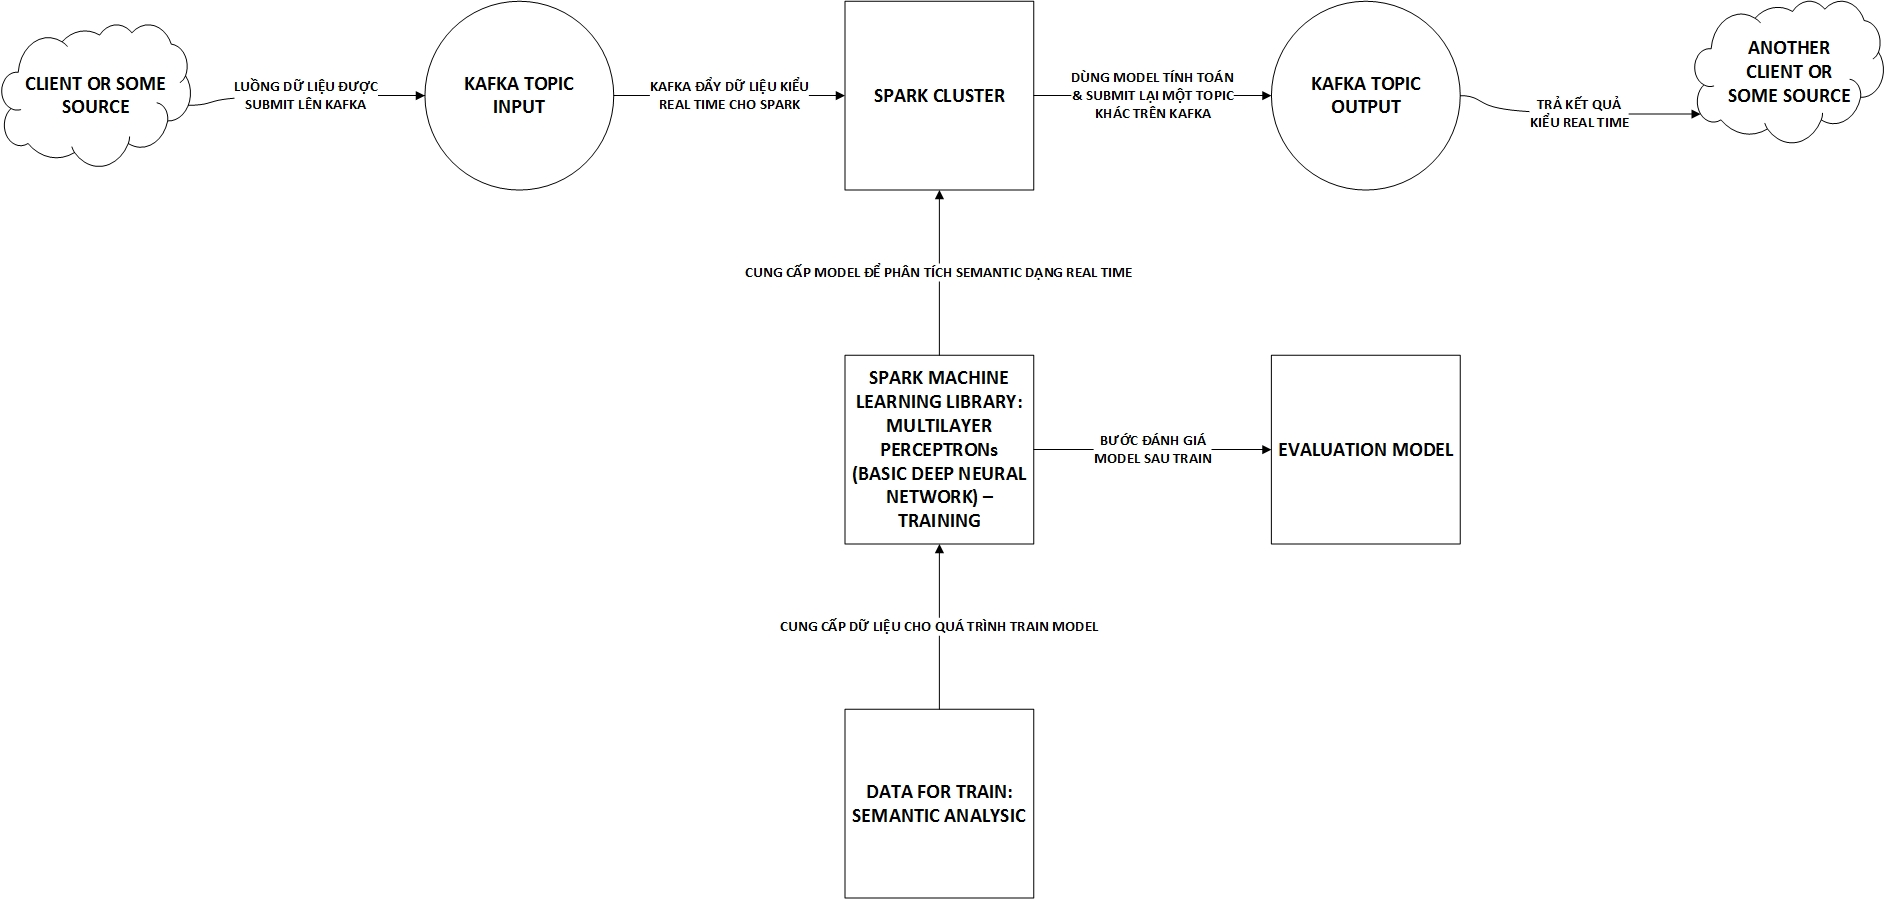 CLIENT OR SOME
SOURCE
LUỒNG DỮ LIỆU ĐƯỢC
SUBMIT LÊN KAFKA
KAFKA TOPIC
INPUT
KAFKA ĐẨY DỮ LIỆU KIỂU
REAL TIME CHO SPARK
SPARK CLUSTER
DÙNG MODEL TÍNH TOÁN
& SUBMIT LẠI MỘT TOPIC
KHÁC TRÊN KAFKA
KAFKA TOPIC
OUTPUT
TRẢ KẾT QUẢ
KIỂU REAL TIME
ANOTHER
CLIENT OR
SOME SOURCE
CUNG CẤP MODEL ĐỂ PHÂN TÍCH SEMANTIC DẠNG REAL TIME
SPARK MACHINE
LEARNING LIBRARY:
MULTILAYER
PERCEPTRONs
(BASIC DEEP NEURAL
NETWORK) –
TRAINING
BƯỚC ĐÁNH GIÁ
MODEL SAU TRAIN
EVALUATION MODEL
CUNG CẤP DỮ LIỆU CHO QUÁ TRÌNH TRAIN MODEL
DATA FOR TRAIN:
SEMANTIC ANALYSIC